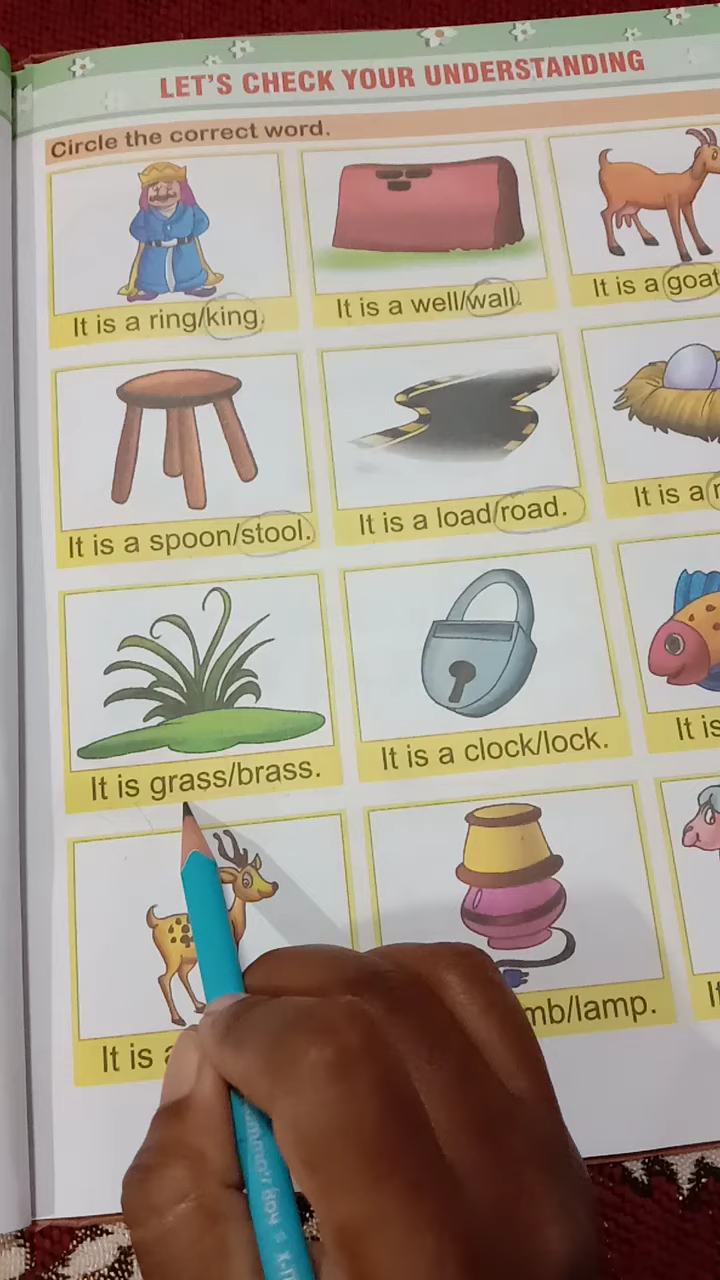 LET'S CHECK YOUR UNDERSTANDING
Circle the correct word.
It is a ring/king.
It is a well/wall.
It is a goat
It is a spoon/stool.
It is a load/road.
It is a
It is grass/brass.
It is a clock/lock.
It is
It is
mb/lamp.